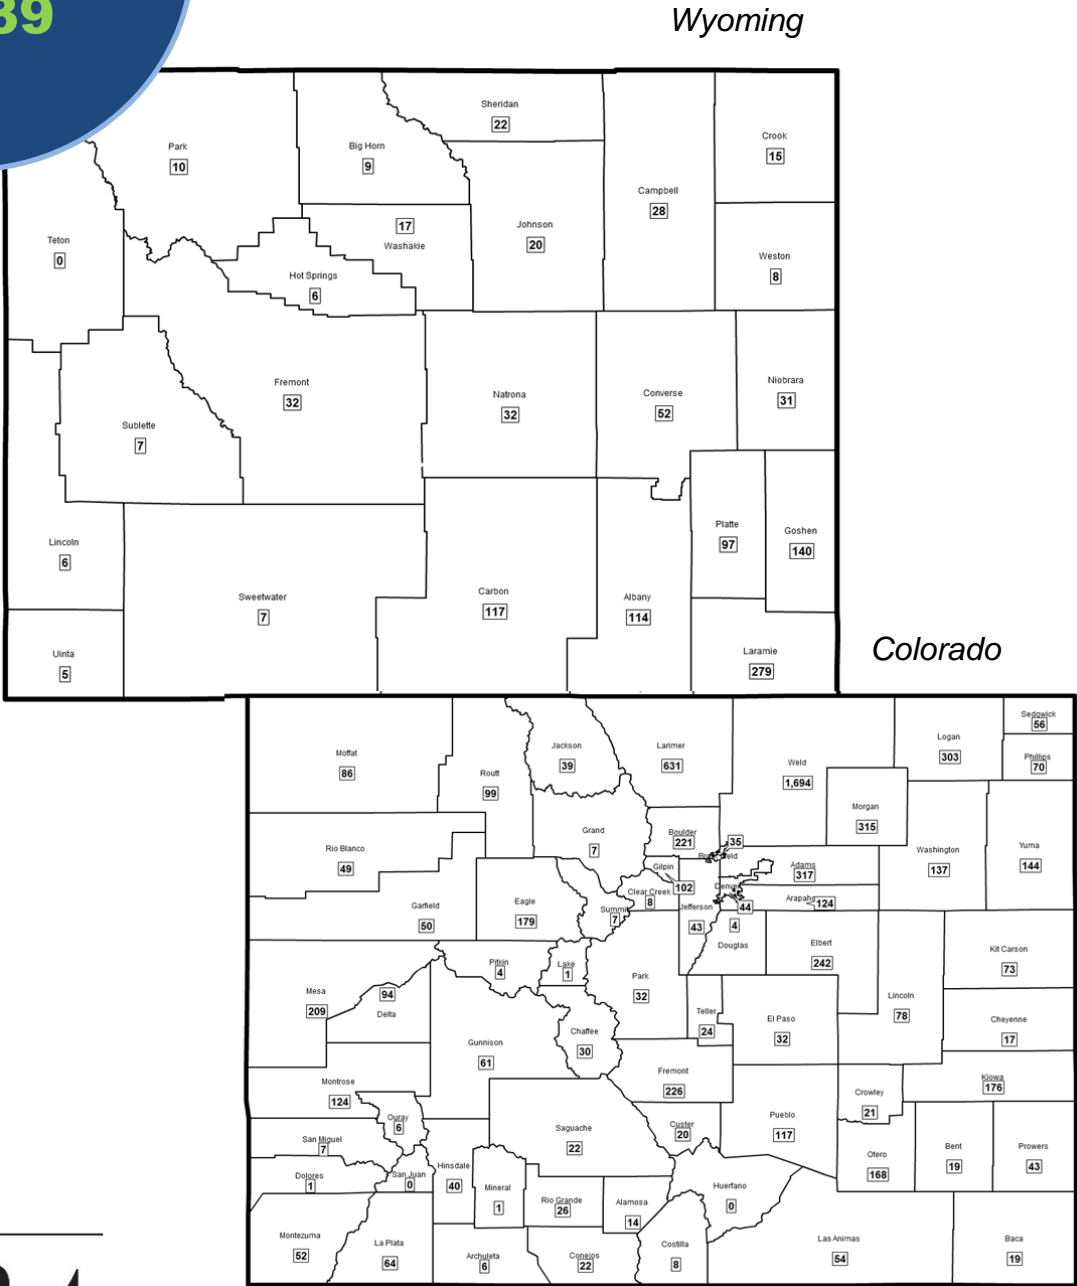 39
Wyoming
Sheridan
22
Park
10
Big Horn
9
Crook
15
Campbell
28
Teton
0
17
Washakie
Johnson
20
Weston
8
Hot Springs
6
Fremont
32
Natrona
32
Converse
52
Niobrara
31
Sublette
7
Lincoln
6
Platte
97
Goshen
140
Sweetwater
7
Carbon
117
Albany
114
Uinta
5
Laramie
279
Colorado
Moffat
86
Routt
99
Jackson
39
Larimer
631
Weld
1,694
Logan
303
Sedgwick
56
Phillips
70
Morgan
315
Rio Blanco
49
Grand
7
Boulder
221
35
Washington
137
Yuma
144
Gilpin
102
Adams
317
Clear Creek
8
Garfield
50
Eagle
179
Summit
7
Jefferson
43
44
124
4
Douglas
Elbert
242
Kit Carson
73
Pitkin
4
Lake
1
Park
32
Mesa
209
94
Delta
Lincoln
78
Teller
24
El Paso
32
Cheyenne
17
Gunnison
61
Chaffee
30
Montrose
124
Fremont
226
Kiowa
176
Crowley
21
Ouray
6
Saguache
22
Custer
20
Pueblo
117
San Miguel
7
Otero
168
Bent
19
Prowers
43
Dolores
1
San Juan
0
Hinsdale
40
Mineral
1
Rio Grande
26
Alamosa
14
Huerfano
0
Montezuma
52
La Plata
64
Archuleta
6
Conejos
22
Costilla
8
Las Animas
54
Baca
19